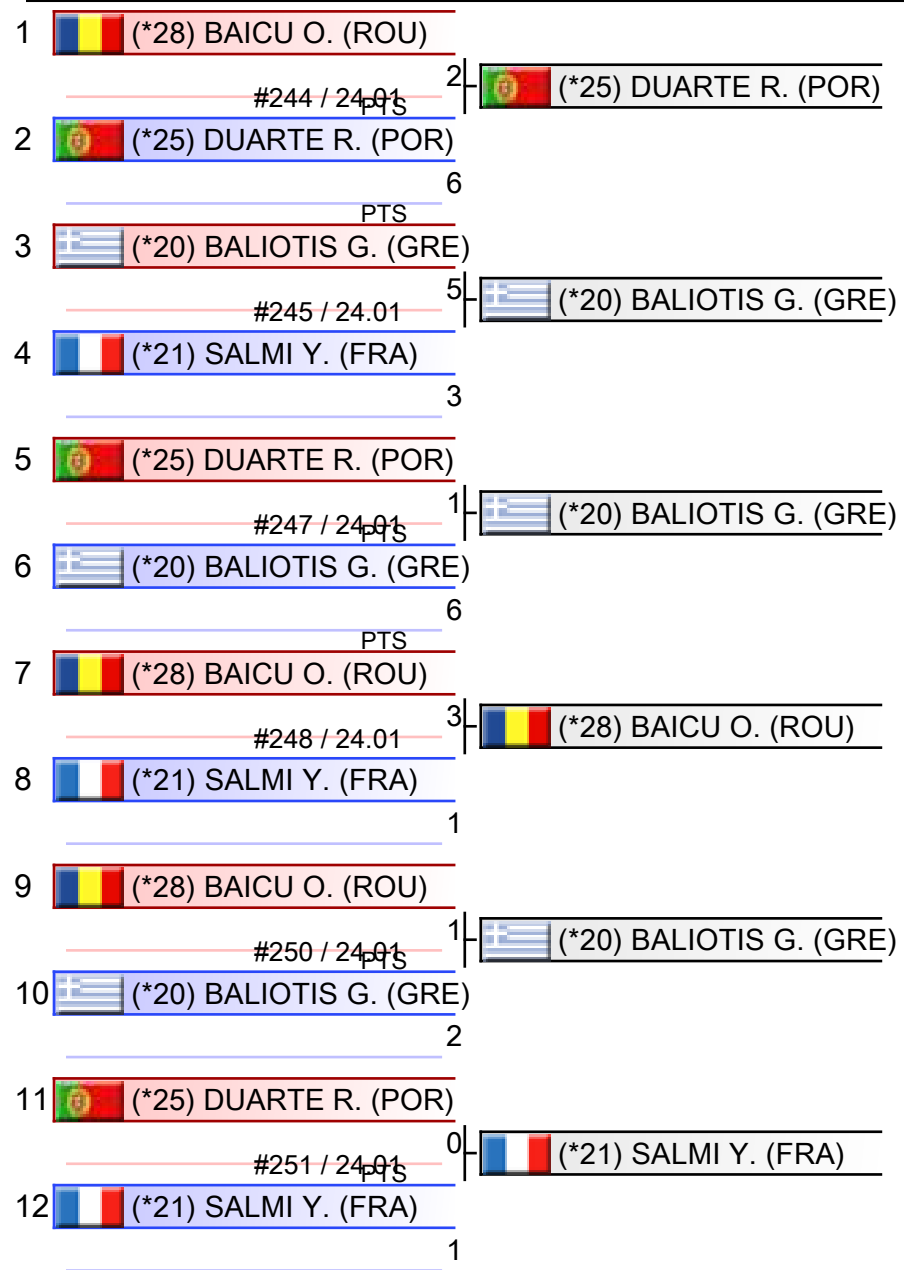 1 (*28) BAICU O. (ROU)
2 (*25) DUARTE R. (POR)
#244 / 24.01
PTS
2 (*25) DUARTE R. (POR)
6
PTS
3 (*20) BALIOTIS G. (GRE)
5 (*20) BALIOTIS G. (GRE)
#245 / 24.01
4 (*21) SALMI Y. (FRA)
3
5 (*25) DUARTE R. (POR)
1 (*20) BALIOTIS G. (GRE)
#247 / 24.01
PTS
6 (*20) BALIOTIS G. (GRE)
6
PTS
7 (*28) BAICU O. (ROU)
3 (*28) BAICU O. (ROU)
#248 / 24.01
8 (*21) SALMI Y. (FRA)
1
9 (*28) BAICU O. (ROU)
1 (*20) BALIOTIS G. (GRE)
#250 / 24.01
PTS
10 (*20) BALIOTIS G. (GRE)
2
11 (*25) DUARTE R. (POR)
0 (*21) SALMI Y. (FRA)
#251 / 24.01
PTS
12 (*21) SALMI Y. (FRA)
1